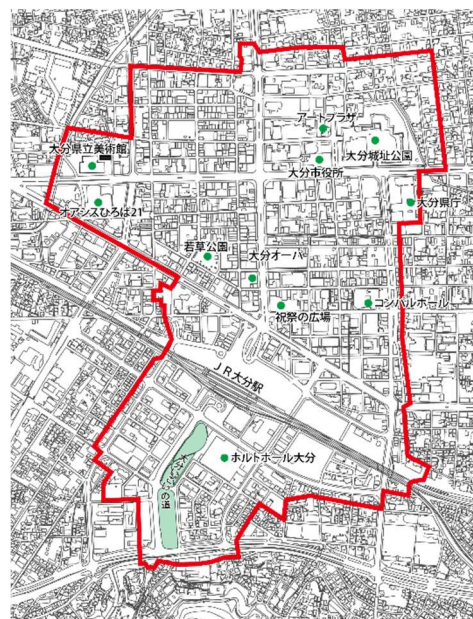 アートプラザ
大分県立美術館
大分城址公園
大分市役所
オアシスひろば21
大分県庁
若草公園
大分オーパ
コンパルホール
祝祭の広場
JR大分駅
ホルトホール大分